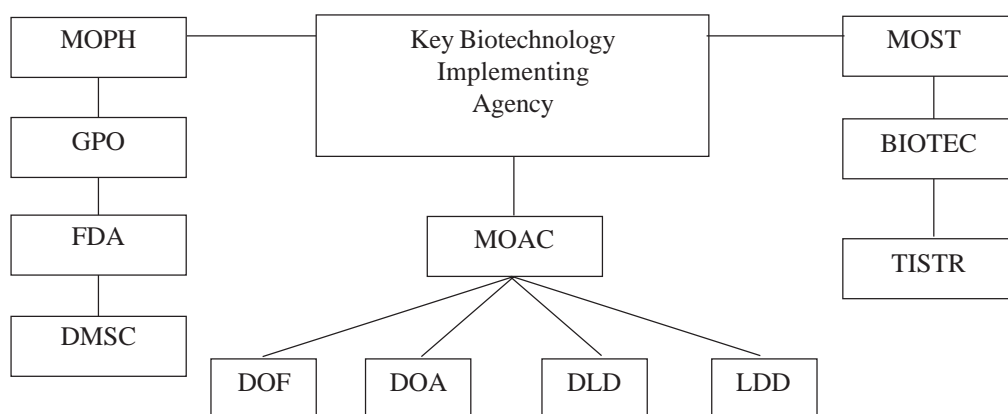 MOPH
Key Biotechnology
Implementing
Agency
MOST
GPO
BIOTEC
FDA
MOAC
TISTR
DMSC
DOF
DOA
DLD
LDD